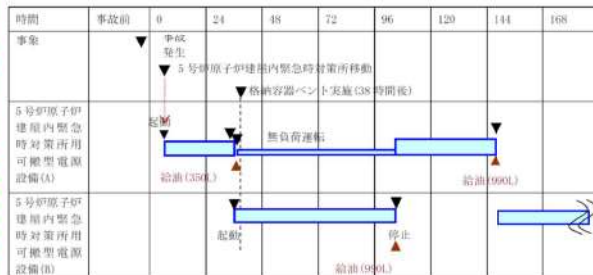 時間 事故前 0 24 48 72 96 120 144 168
事象
事故
発生
5号炉原子炉建屋内緊急時対策所移動
格納容器ベント実施(38時間後)
5号炉原子炉
建屋内緊急
時対策所用
可搬型電源
設備(A)
起動
無負荷運転
給油(350L)
給油(990L)
5号炉原子炉
建屋内緊急
時対策所用
可搬型電源
設備(B)
起動
停止
給油(990L)